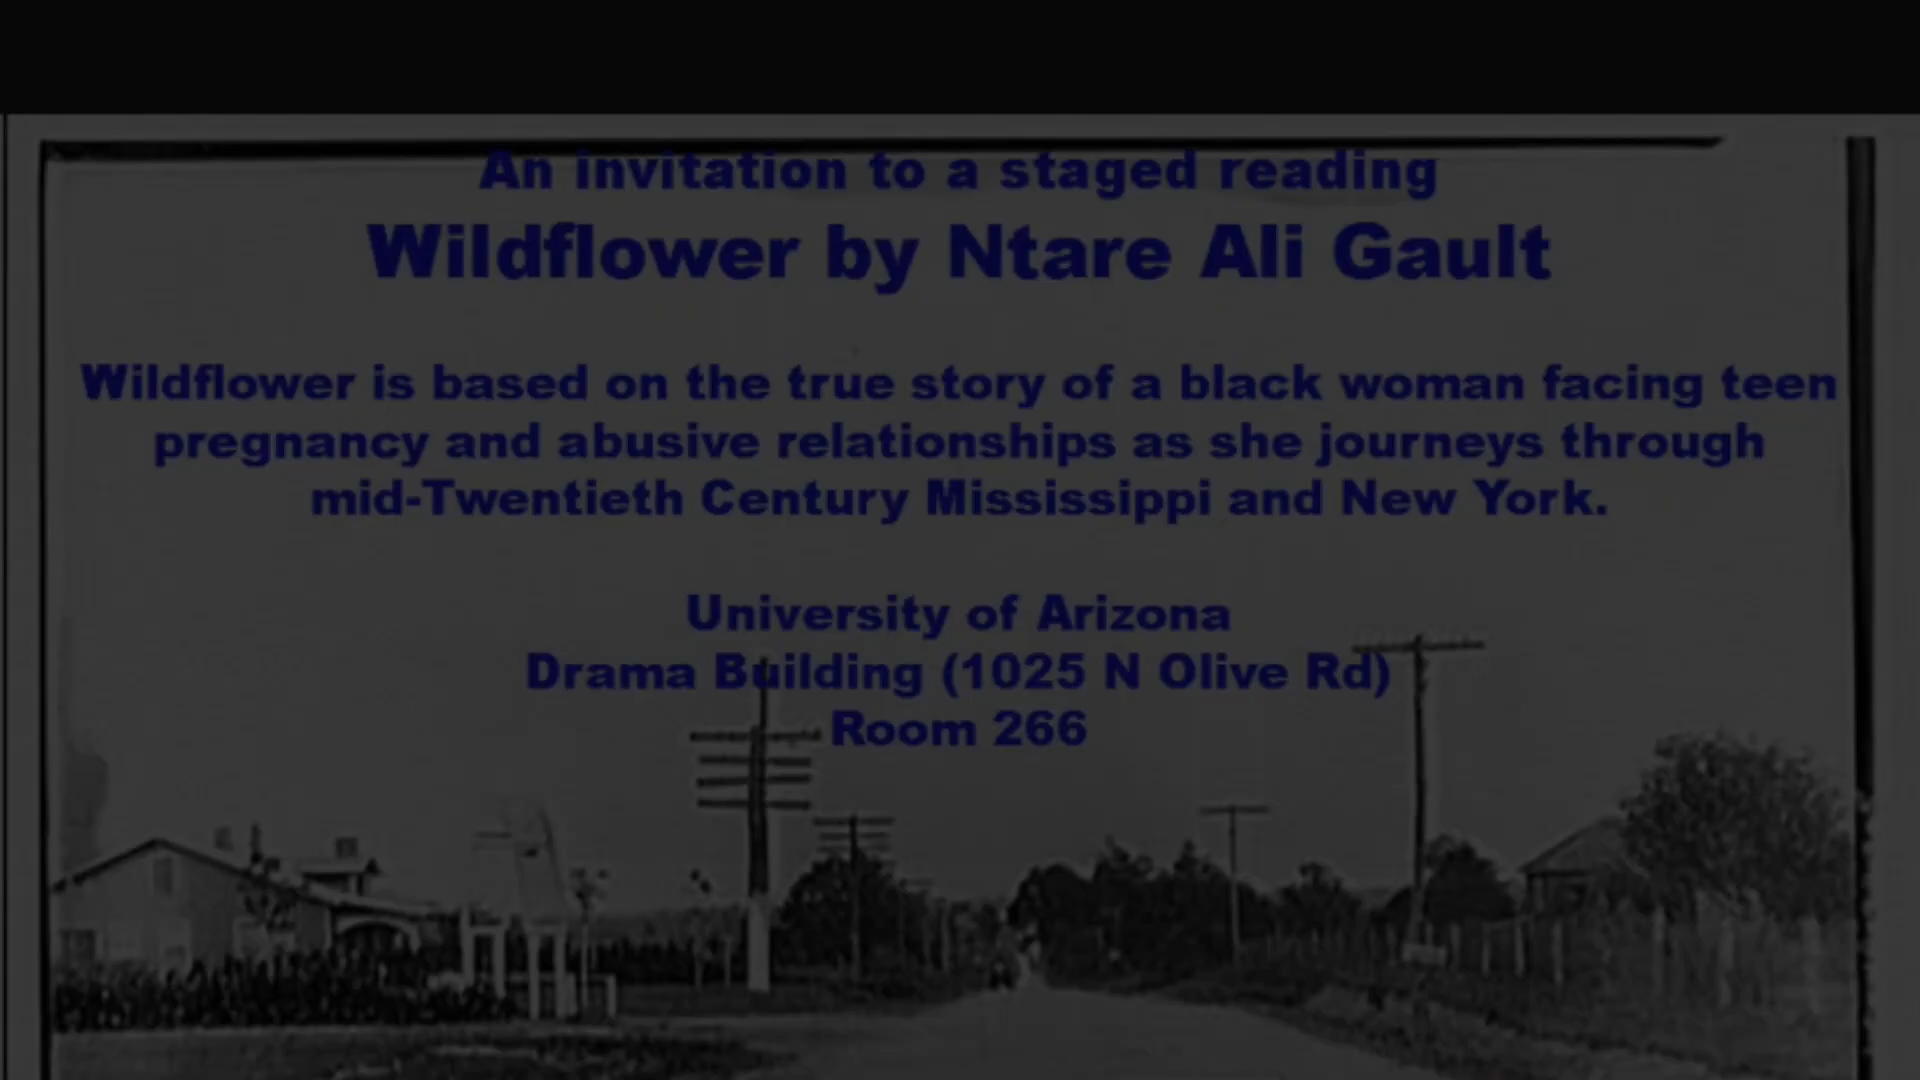 An invitation to a staged reading
Wildflower by Ntare Ali Gault
Wildflower is based on the true story of a black woman facing teen
pregnancy and abusive relationships as she journeys through
mid-Twentieth Century Mississippi and New York.
University of Arizona
Drama Building (1025 N Olive Rd)
Room 266